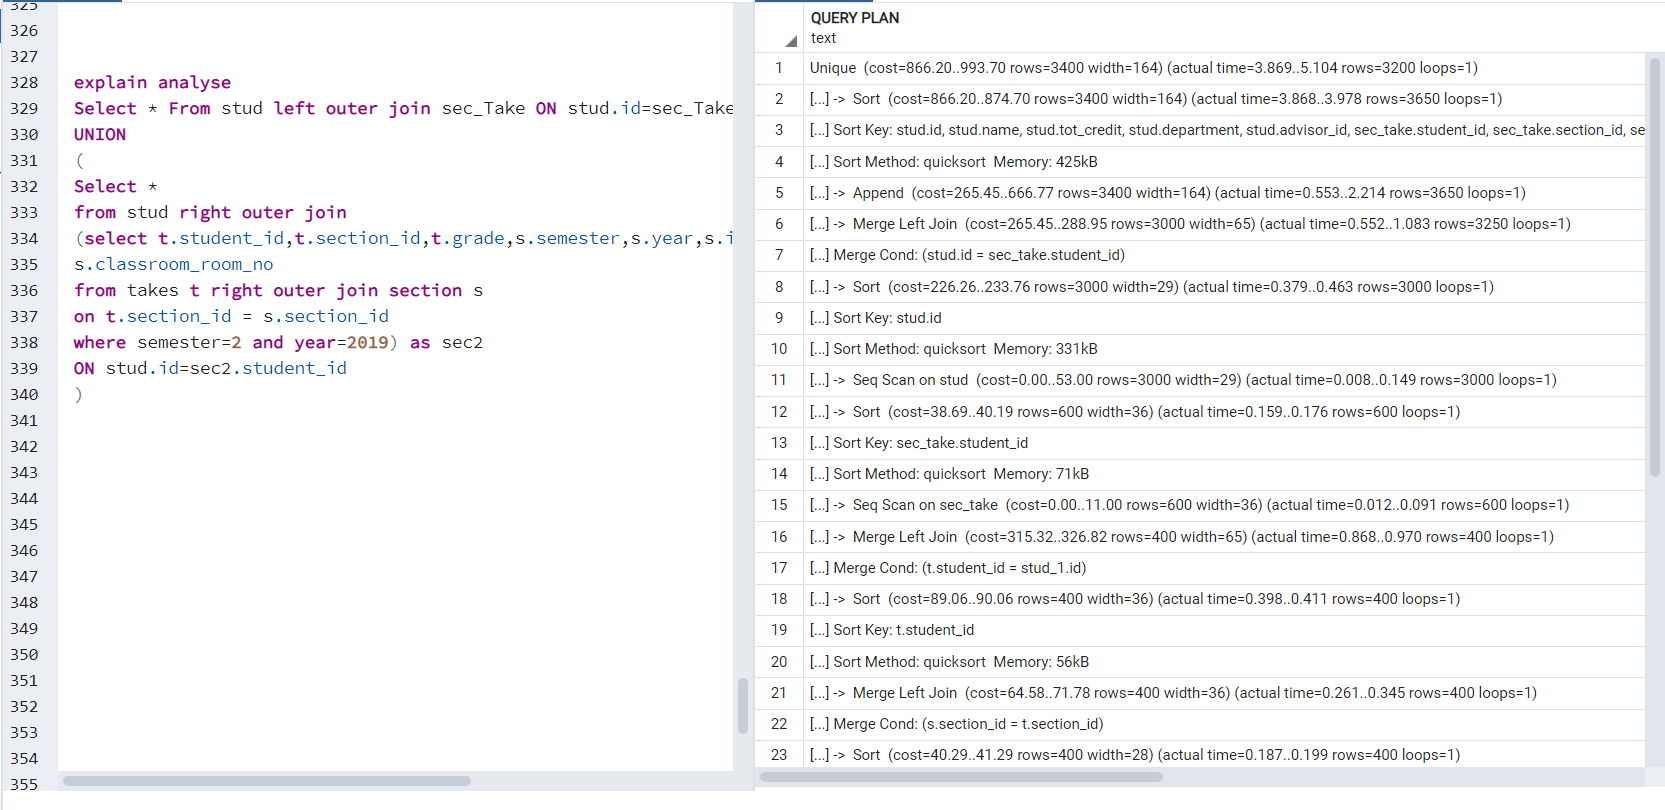 325
326
327
328 explain analyse
329 Select * From stud left outer join sec_Take ON stud.id=sec_Take
330 UNION
331 (
332 Select *
333 from stud right outer join
334 (select t.student_id,t.section_id,t.grade,s.semester,s.year,s.i
335 s.classroom_room_no
336 from takes t right outer join section s
337 on t.section_id = s.section_id
338 where semester=2 and year=2019) as sec2
339 ON stud.id=sec2.student_id
340 )
341
342
343
344
345
346
347
348
349
350
351
352
353
354
355
QUERY PLAN
text
1 Unique (cost=866.20..993.70 rows=3400 width=164) (actual time=3.869..5.104 rows=3200 loops=1)
2 [...] -> Sort (cost=866.20..874.70 rows=3400 width=164) (actual time=3.868..3.978 rows=3650 loops=1)
3 [...] Sort Key: stud.id, stud.name, stud.tot_credit, stud.department, stud.advisor_id, sec_take.student_id, sec_take.section_id, se
4 [...] Sort Method: quicksort Memory: 425kB
5 [...] -> Append (cost=265.45..666.77 rows=3400 width=164) (actual time=0.553..2.214 rows=3650 loops=1)
6 [...] -> Merge Left Join (cost=265.45..288.95 rows=3000 width=65) (actual time=0.552..1.083 rows=3250 loops=1)
7 [...] Merge Cond: (stud.id = sec_take.student_id)
8 [...] -> Sort (cost=226.26..233.76 rows=3000 width=29) (actual time=0.379..0.463 rows=3000 loops=1)
9 [...] Sort Key: stud.id
10 [...] Sort Method: quicksort Memory: 331kB
11 [...] -> Seq Scan on stud (cost=0.00..53.00 rows=3000 width=29) (actual time=0.008..0.149 rows=3000 loops=1)
12 [...] -> Sort (cost=38.69..40.19 rows=600 width=36) (actual time=0.159..0.176 rows=600 loops=1)
13 [...] Sort Key: sec_take.student_id
14 [...] Sort Method: quicksort Memory: 71kB
15 [...] -> Seq Scan on sec_take (cost=0.00..11.00 rows=600 width=36) (actual time=0.012..0.091 rows=600 loops=1)
16 [...] -> Merge Left Join (cost=315.32..326.82 rows=400 width=65) (actual time=0.868..0.970 rows=400 loops=1)
17 [...] Merge Cond: (t.student_id = stud_1.id)
18 [...] -> Sort (cost=89.06..90.06 rows=400 width=36) (actual time=0.398..0.411 rows=400 loops=1)
19 [...] Sort Key: t.student_id
20 [...] Sort Method: quicksort Memory: 56kB
21 [...] -> Merge Left Join (cost=64.58..71.78 rows=400 width=36) (actual time=0.261..0.345 rows=400 loops=1)
22 [...] Merge Cond: (s.section_id = t.section_id)
23 [...] -> Sort (cost=40.29..41.29 rows=400 width=28) (actual time=0.187..0.199 rows=400 loops=1)